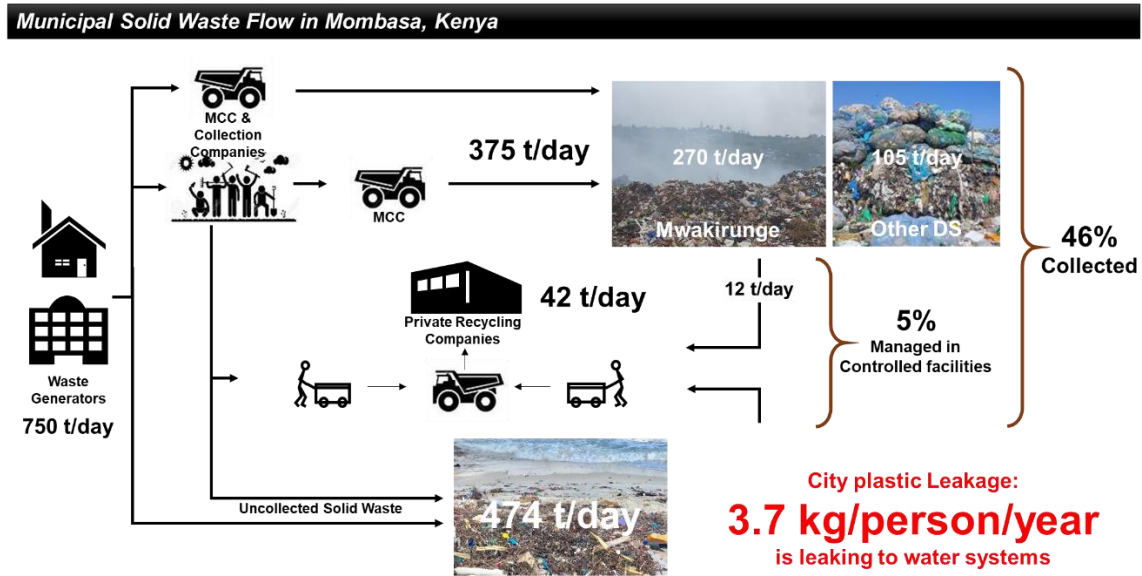 Municipal Solid Waste Flow in Mombasa, Kenya
MCC &
Collection
Companies
375 t/day
MCC
270 t/day
Mwakirunge
105 t/day
Other DS
46%
Collected
Waste
Generators
750 t/day
Private Recycling
Companies
42 t/day
12 t/day
5%
Managed in
Controlled facilities
Uncollected Solid Waste
474 t/day
City plastic Leakage:
3.7 kg/person/year
is leaking to water systems